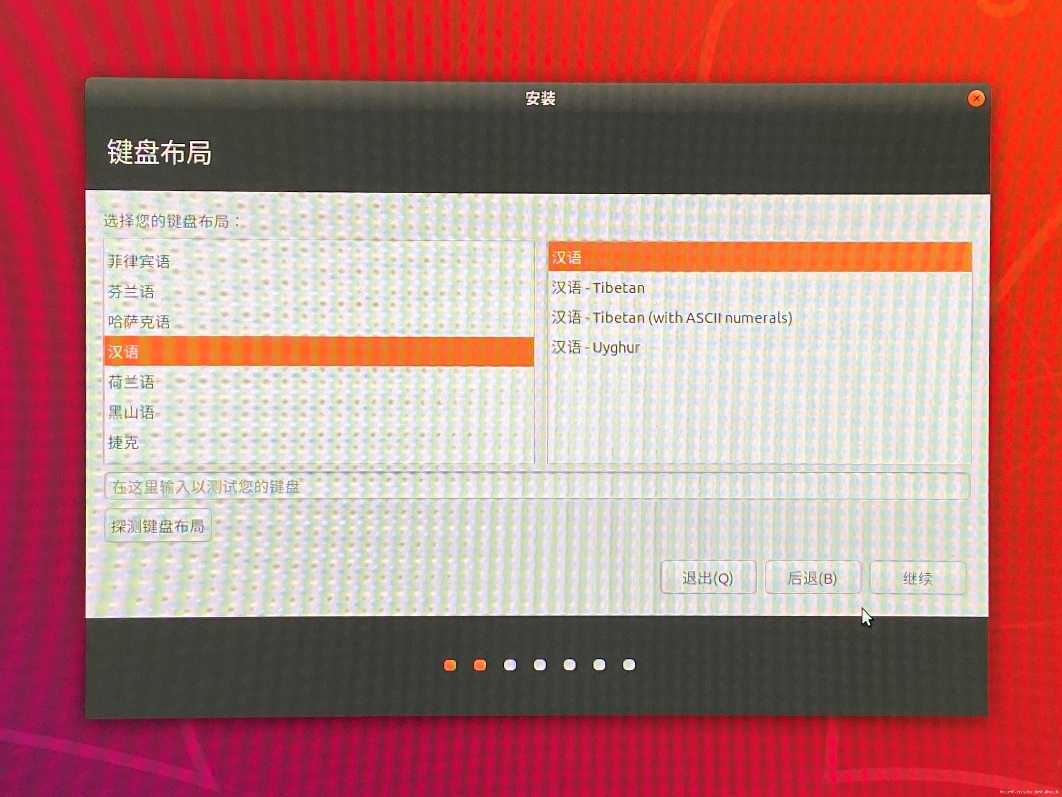 安装
键盘布局
选择您的键盘布局：
菲律宾语
芬兰语
哈萨克语
汉语
荷兰语
黑山语
捷克
汉语
汉语 - Tibetan
汉语 - Tibetan (with ASCII numerals)
汉语 - Uyghur
在这里输入以测试您的键盘
探测键盘布局
退出(Q)
后退(B)
继续